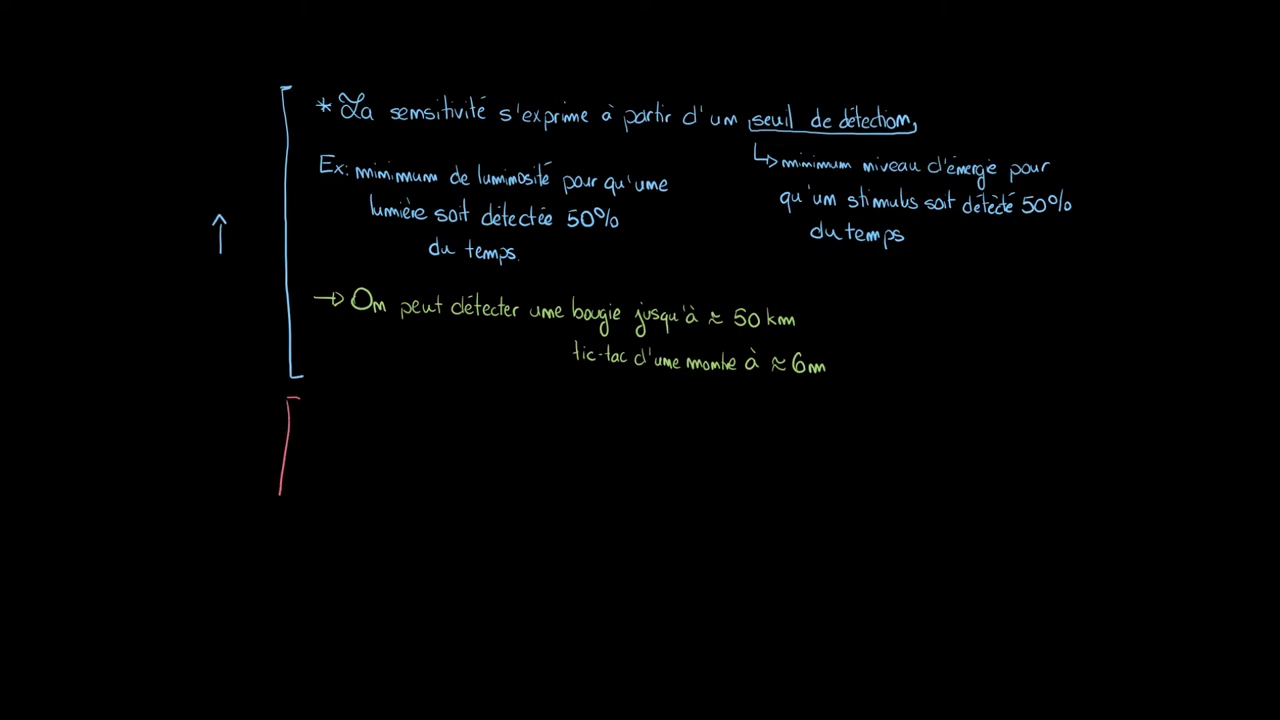 * La sensitivité s'exprime à partir d'un seuil de détection,
↳ minimum niveau d'énergie pour
qu'un stimulus soit détécté 50%
du temps
Ex: minimum de luminosité pour qu'une
lumière soit détectée 50%
du temps.
→ On peut détecter une bougie jusqu'à ≈ 50 km
tic-tac d'une montre à ≈ 6m